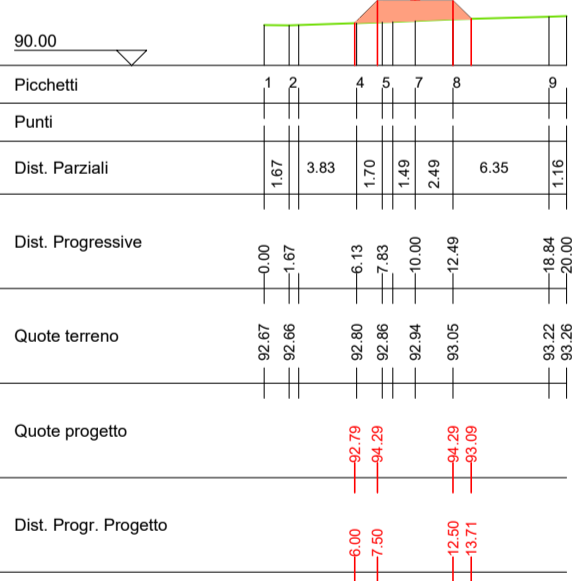 90.00
Picchetti 1 2 4 5 7 8 9
Punti
Dist. Parziali 1.67 3.83 1.70 1.49 2.49 6.35 1.16
Dist. Progressive 0.00 1.67 6.13 7.83 10.00 12.49 18.84 20.00
Quote terreno 92.67 92.66 92.80 92.86 92.94 93.05 93.22 93.26
Quote progetto 92.79 94.29 94.29 93.09
Dist. Progr. Progetto 6.00 7.50 12.50 13.71